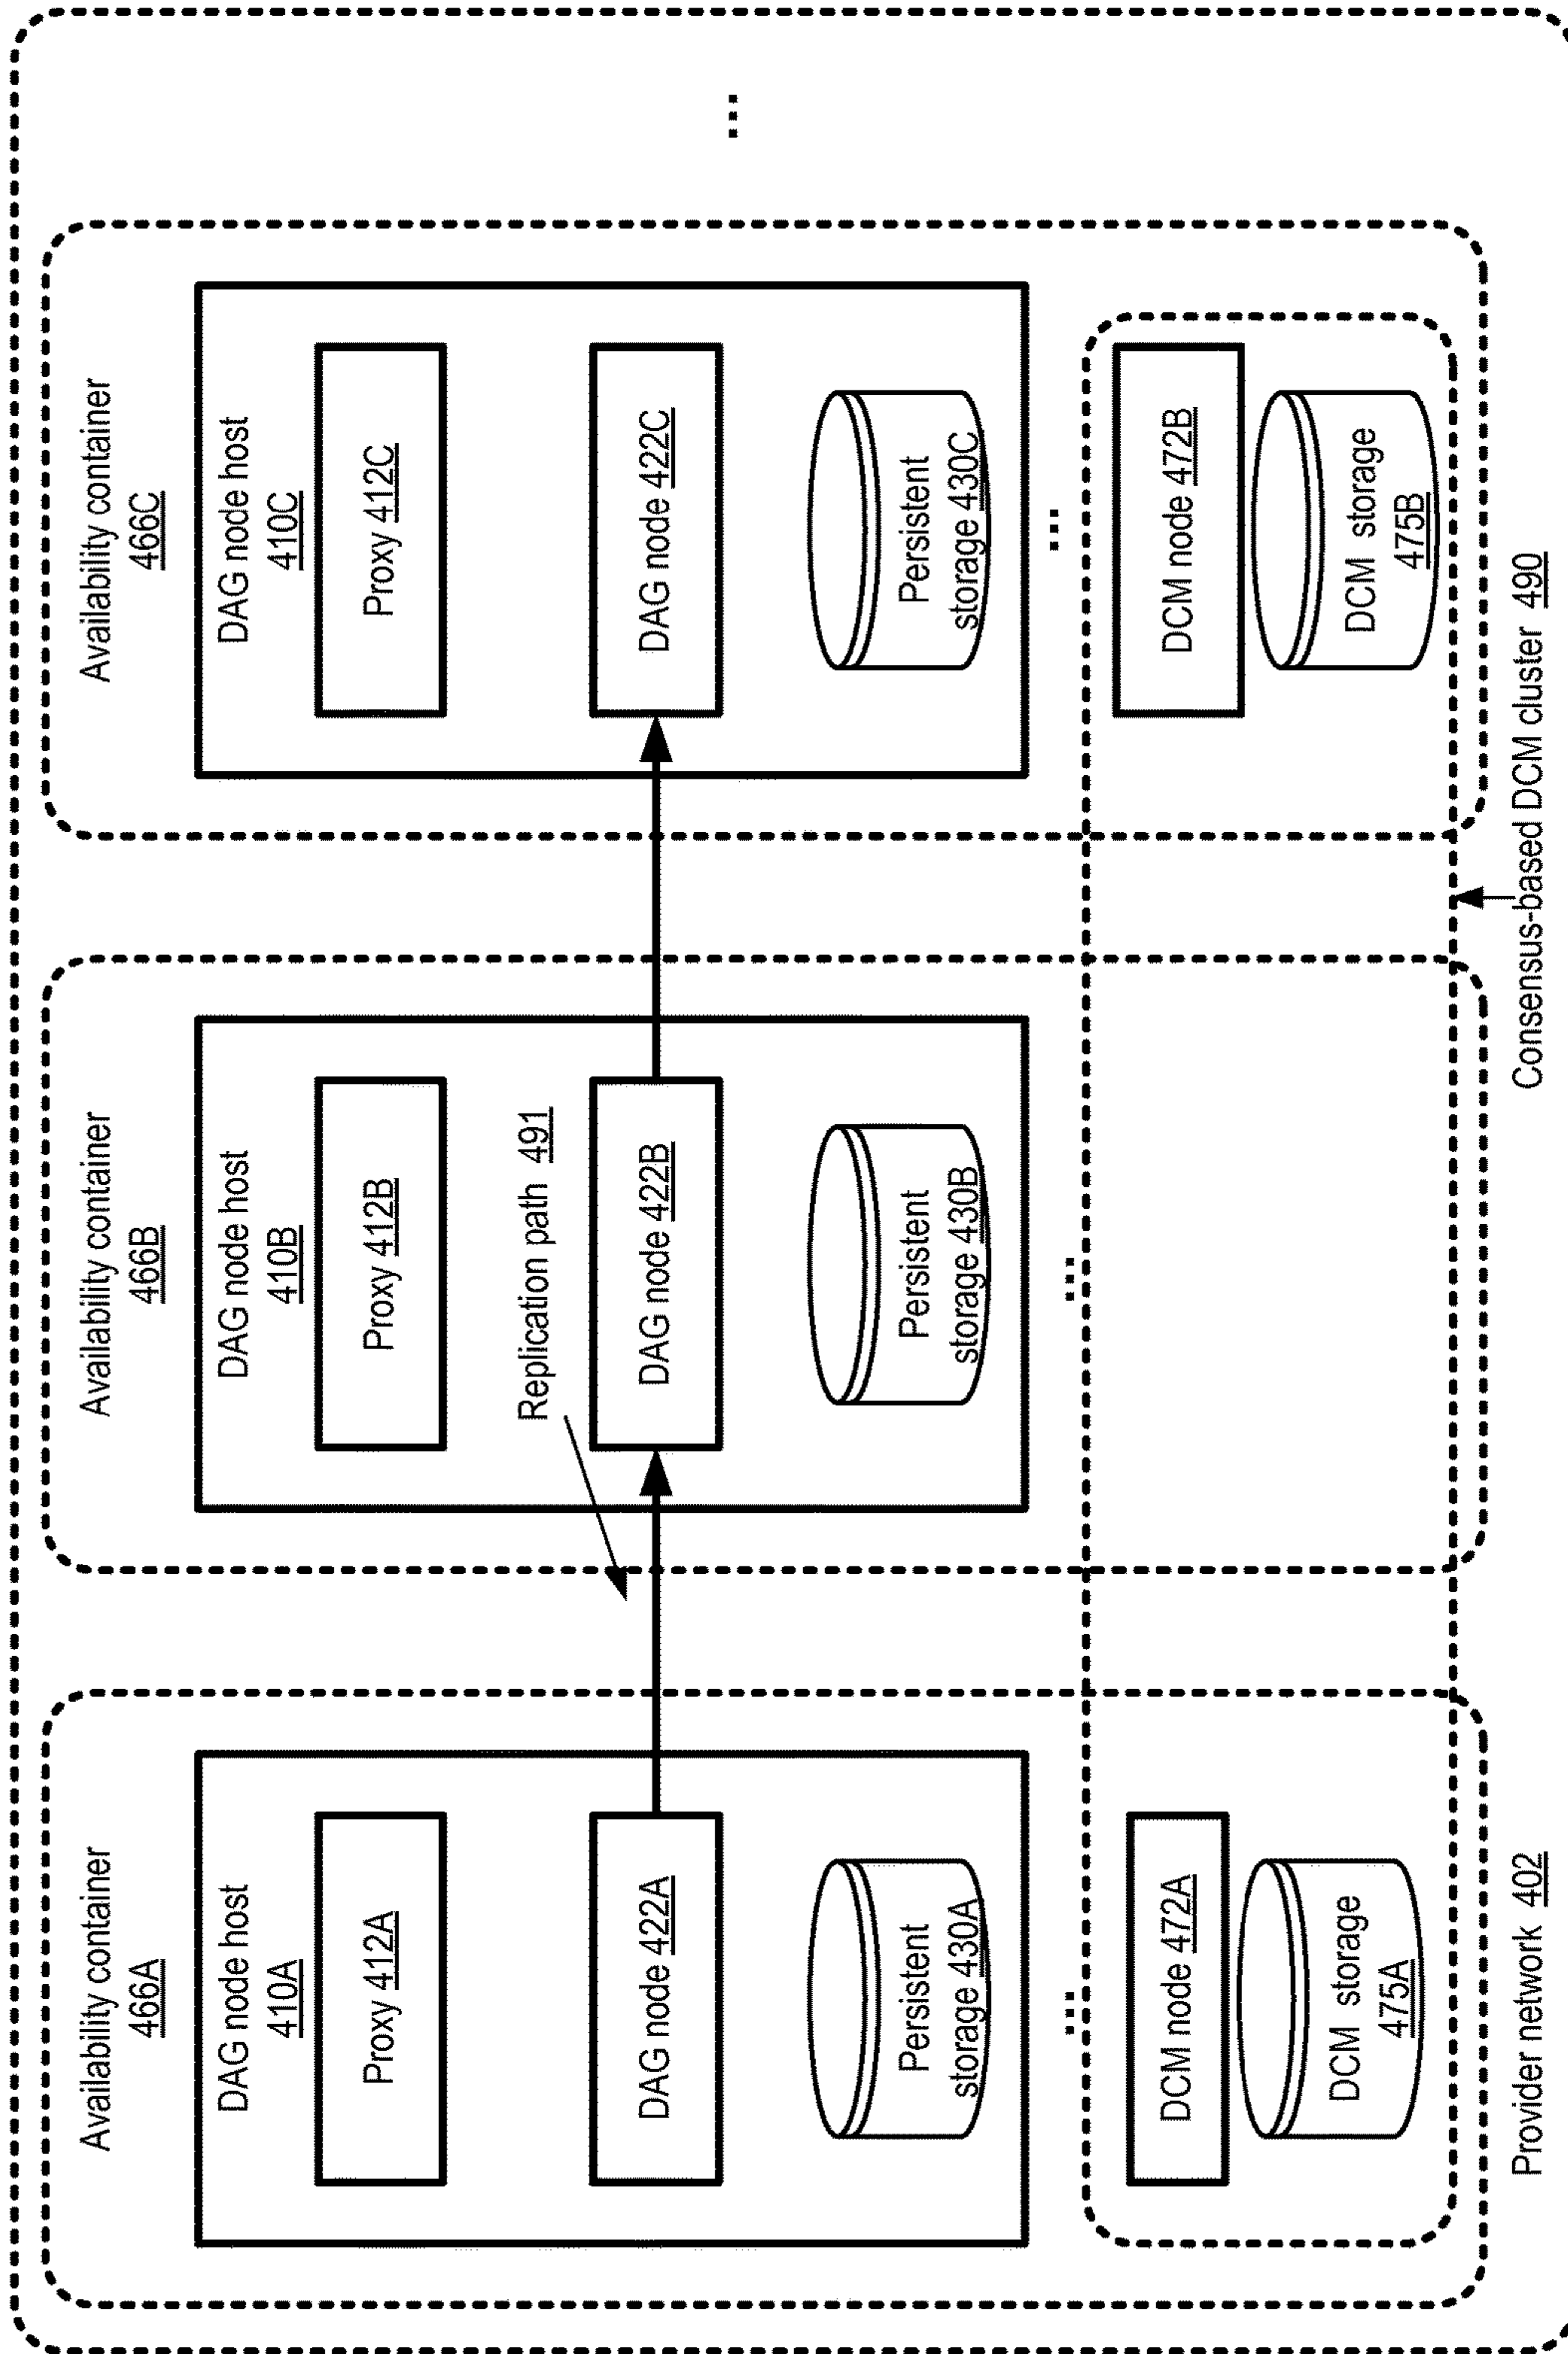 Availability container
466A
DAG node host
410A
Proxy 412A
DAG node 422A
Persistent
storage 430A
...
DCM node 472A
DCM storage
475A
Availability container
466B
DAG node host
410B
Proxy 412B
Replication path 491
DAG node 422B
Persistent
storage 430B
...
Availability container
466C
DAG node host
410C
Proxy 412C
DAG node 422C
Persistent
storage 430C
...
DCM node 472B
DCM storage
475B
...
Provider network 402
Consensus-based DCM cluster 490